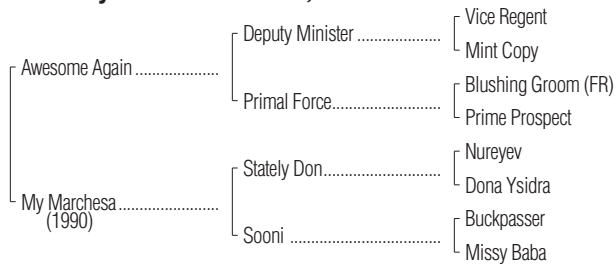 Vice Regent
Deputy Minister ....................
Mint Copy
Awesome Again ....................
Blushing Groom (FR)
Primal Force..........................
Prime Prospect
Nureyev
Stately Don............................
Dona Ysidra
My Marchesa ........................
(1990)
Buckpasser
Sooni ....................................
Missy Baba